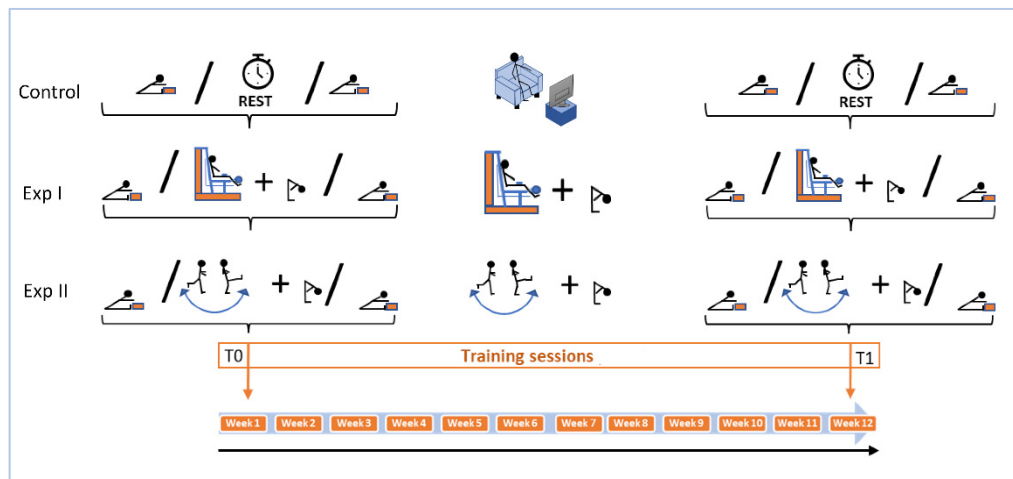 Control
REST
REST
Exp I
+
+
+
Exp II
+
+
+
T0
Training sessions
T1
Week 1 Week 2 Week 3 Week 4 Week 5 Week 6 Week 7 Week 8 Week 9 Week 10 Week 11 Week 12